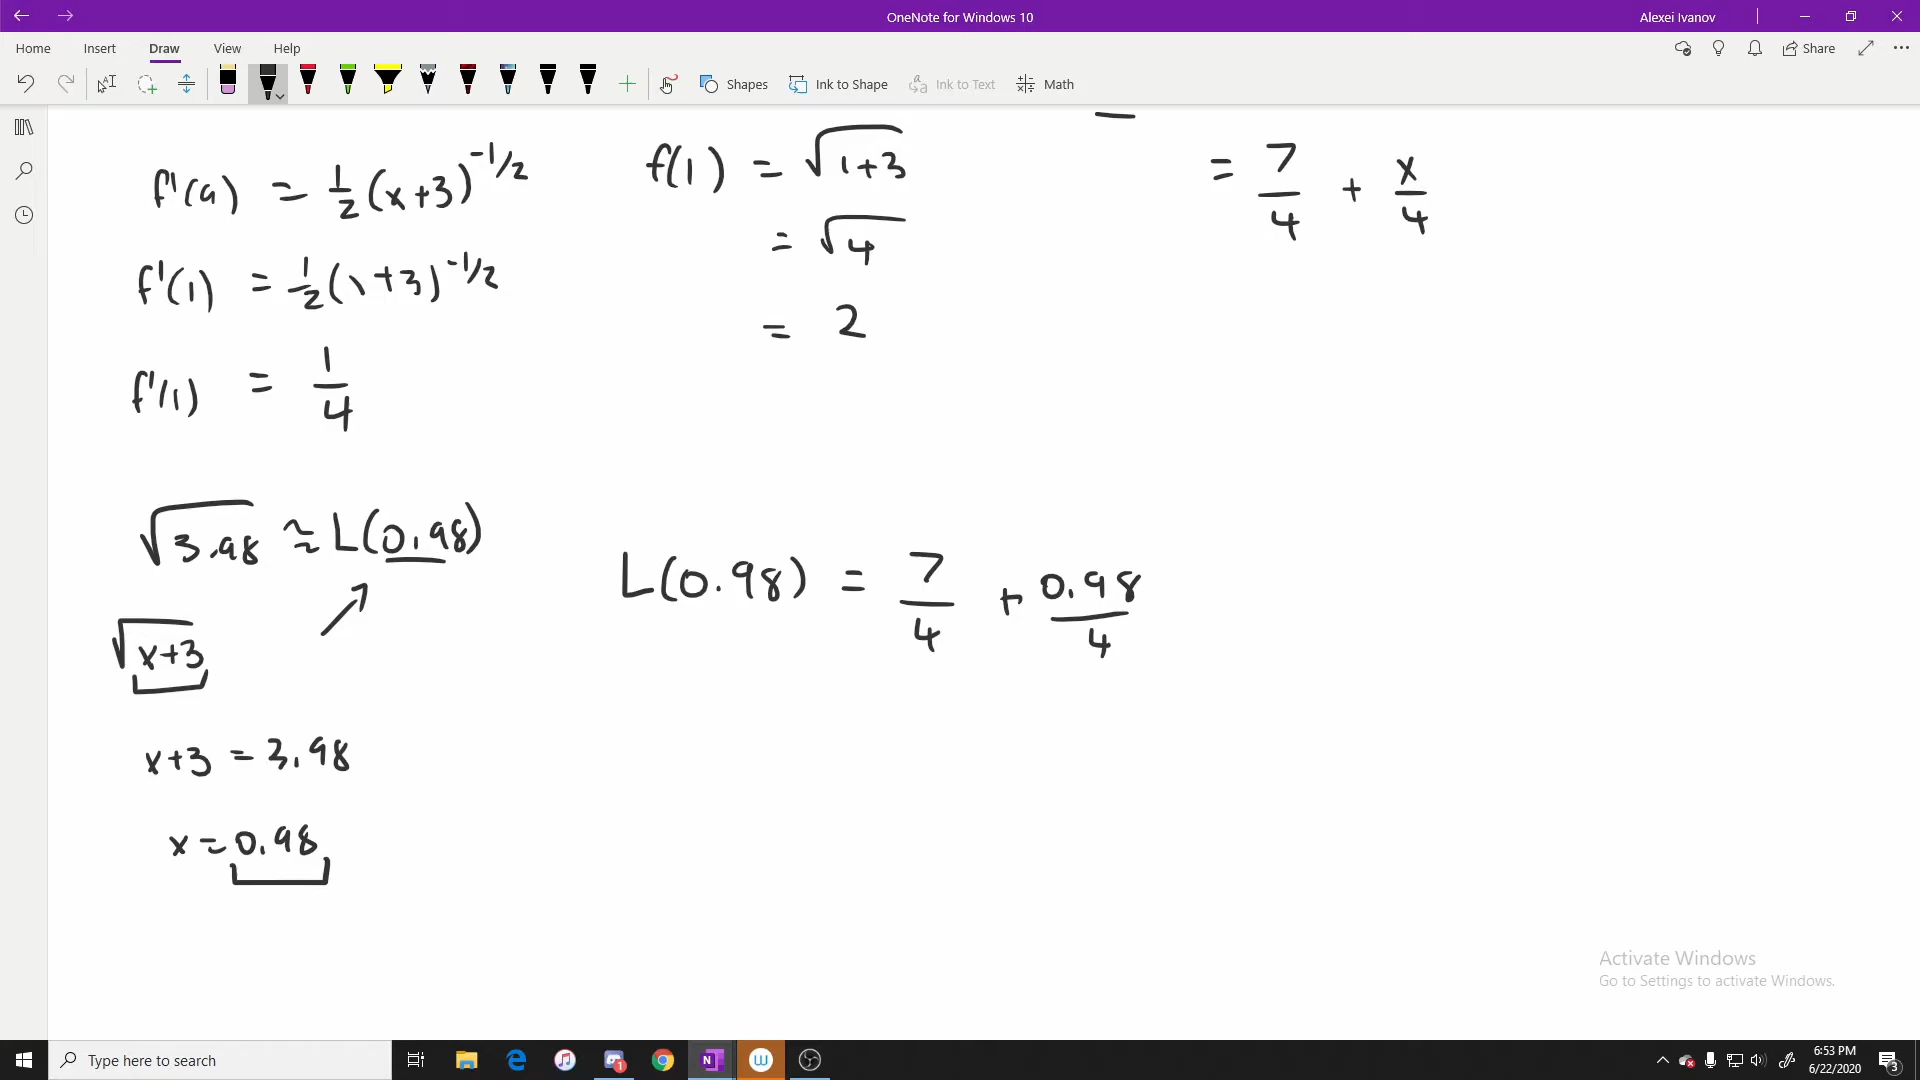 OneNote for Windows 10
Alexei Ivanov
Home Insert Draw View Help
Share
Shapes Ink to Shape Ink to Text Math
f'(a) = 1/2 (x+3)^-1/2
f'(1) = 1/2 (1+3)^-1/2
f'(1) = 1/4
f(1) = √1+3
= √4
= 2
= 7/4 + x/4
√3.98 ≈ L(0.98)
√x+3
x+3 = 3.98
x = 0.98
L(0.98) = 7/4 + 0.98/4
Activate Windows
Go to Settings to activate Windows.
Type here to search
6:53 PM
6/22/2020
3